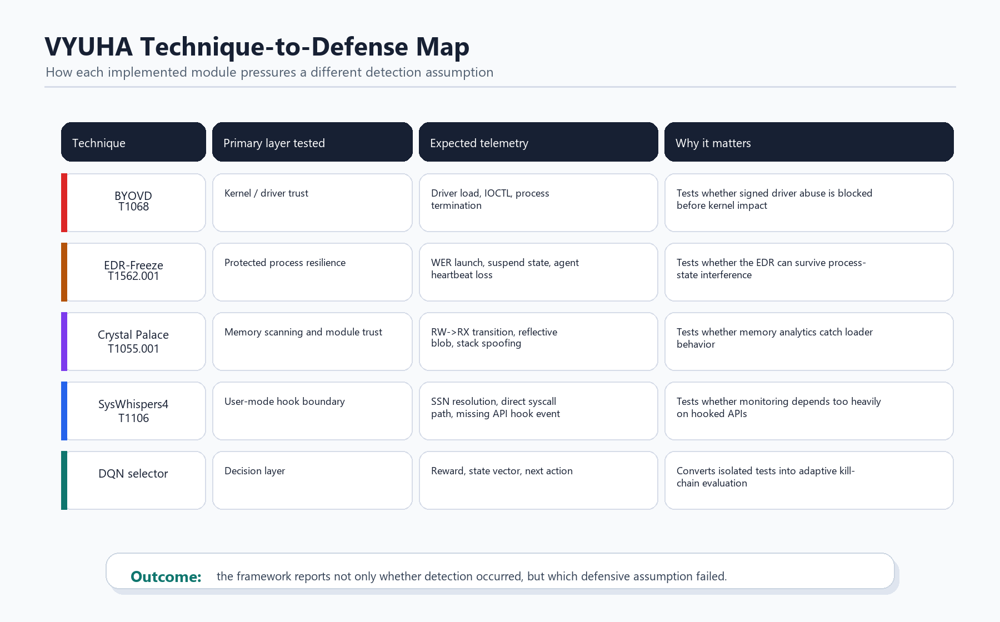 VYUHA Technique-to-Defense Map
How each implemented module pressures a different detection assumption
Technique
Primary layer tested
Expected telemetry
Why it matters
BYOVD
T1068
Kernel / driver trust
Driver load, IOCTL, process
termination
Tests whether signed driver abuse is blocked
before kernel impact
EDR-Freeze
T1562.001
Protected process resilience
WER launch, suspend state, agent
heartbeat loss
Tests whether the EDR can survive process-
state interference
Crystal Palace
T1055.001
Memory scanning and module trust
RW->RX transition, reflective
blob, stack spoofing
Tests whether memory analytics catch loader
behavior
SysWhispers4
T1106
User-mode hook boundary
SSN resolution, direct syscall
path, missing API hook event
Tests whether monitoring depends too heavily
on hooked APIs
DQN selector
Decision layer
Reward, state vector, next action
Converts isolated tests into adaptive kill-
chain evaluation
Outcome: the framework reports not only whether detection occurred, but which defensive assumption failed.